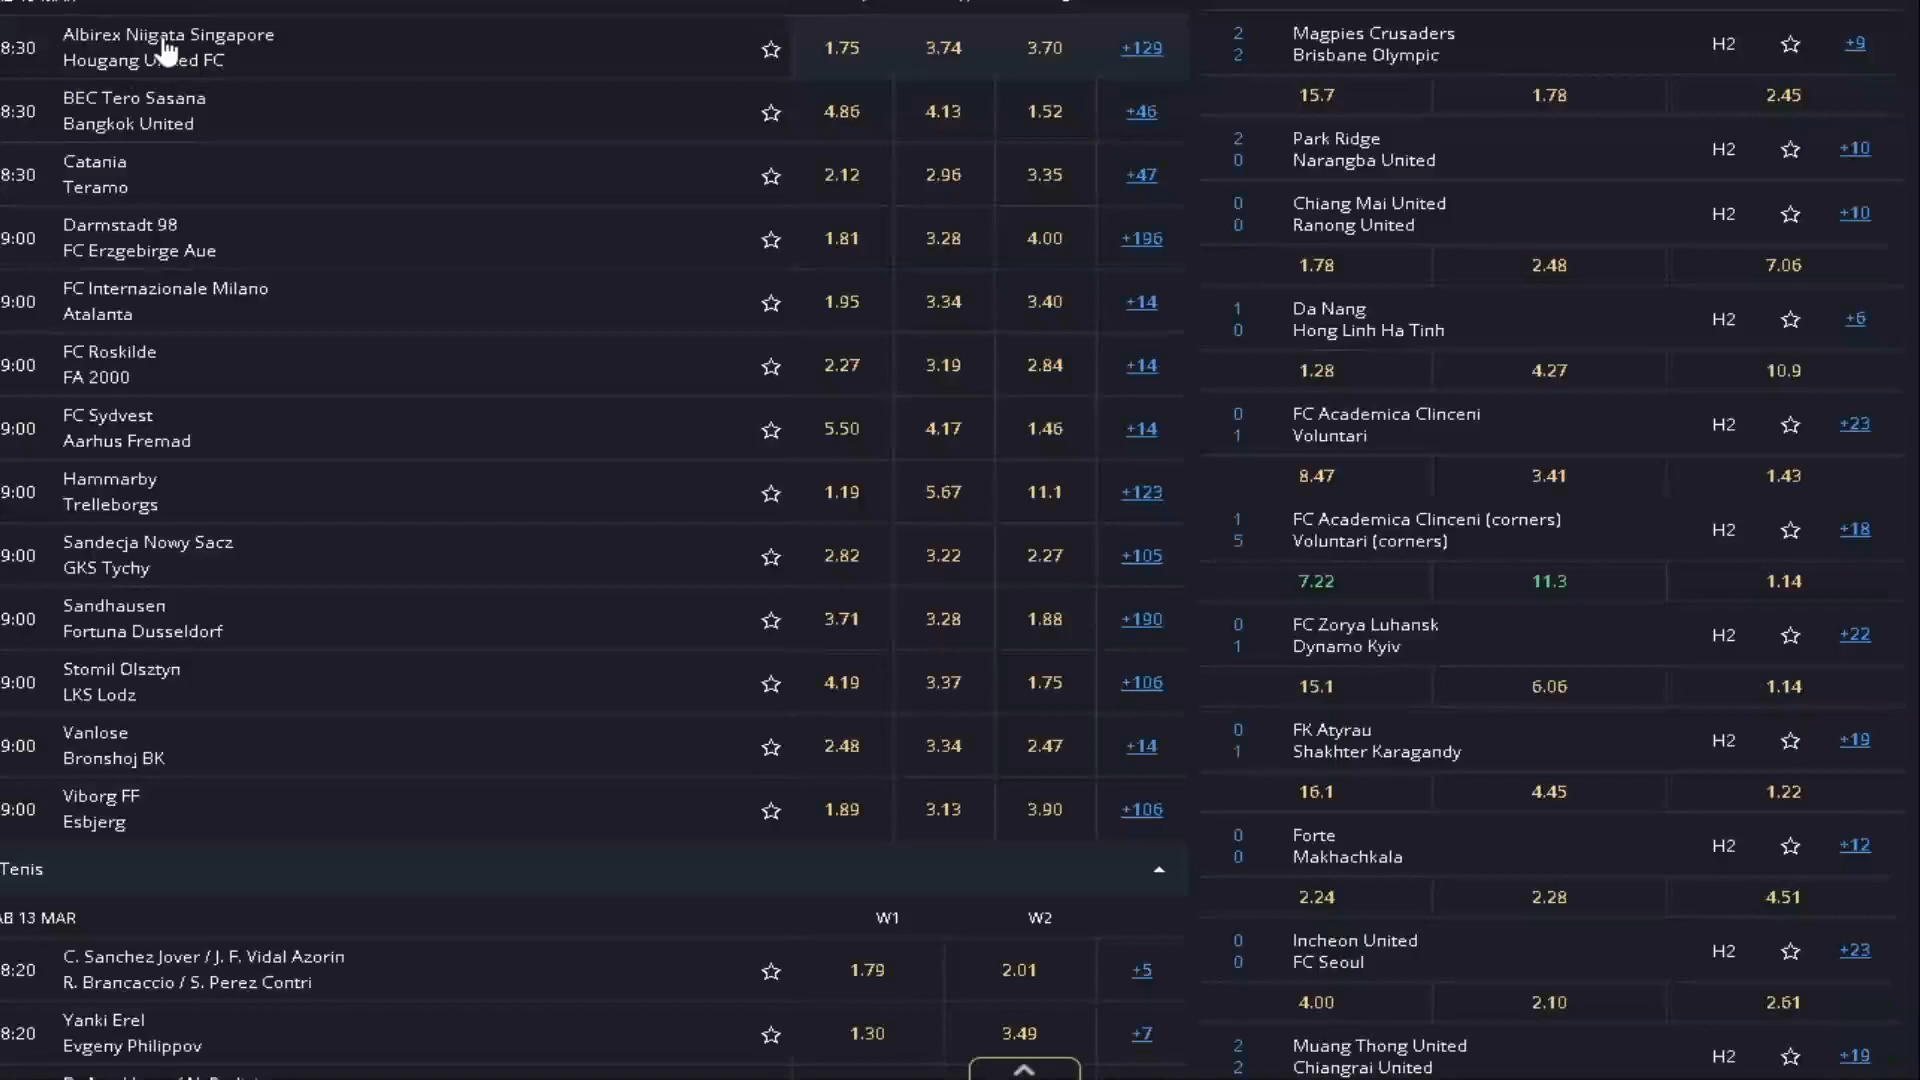 8:30 Albirex Niigata Singapore 1.75 3.74 3.70 +129
Hougang FC
8:30 BEC Tero Sasana 4.86 4.13 1.52 +46
Bangkok United
8:30 Catania 2.12 2.96 3.35 +47
Teramo
9:00 Darmstadt 98 1.81 3.28 4.00 +196
FC Erzgebirge Aue
9:00 FC Internazionale Milano 1.95 3.34 3.40 +14
Atalanta
9:00 FC Roskilde 2.27 3.19 2.84 +14
FA 2000
9:00 FC Sydvest 5.50 4.17 1.46 +14
Aarhus Fremad
9:00 Hammarby 1.19 5.67 11.1 +123
Trelleborgs
9:00 Sandecja Nowy Sacz 2.82 3.22 2.27 +105
GKS Tychy
9:00 Sandhausen 3.71 3.28 1.88 +190
Fortuna Dusseldorf
9:00 Stomil Olsztyn 4.19 3.37 1.75 +106
LKS Lodz
9:00 Vanlose 2.48 3.34 2.47 +14
Bronshoj BK
9:00 Viborg FF 1.89 3.13 3.90 +106
Esbjerg
Tenis
AB 13 MAR W1 W2
8:20 C. Sanchez Jover / J. F. Vidal Azorin 1.79 2.01 +5
R. Brancaccio / S. Perez Contri
8:20 Yanki Erel 1.30 3.49 +7
Evgeny Philippov
2 Magpies Crusaders H2 +9
2 Brisbane Olympic
15.7 1.78 2.45
2 Park Ridge H2 +10
0 Narangba United
0 Chiang Mai United H2 +10
0 Ranong United
1.78 2.48 7.06
1 Da Nang H2 +6
0 Hong Linh Ha Tinh
1.28 4.27 10.9
0 FC Academica Clinceni H2 +23
1 Voluntari
8.47 3.41 1.43
1 FC Academica Clinceni (corners) H2 +18
5 Voluntari (corners)
7.22 11.3 1.14
0 FC Zorya Luhansk H2 +22
1 Dynamo Kyiv
15.1 6.06 1.14
0 FK Atyrau H2 +19
1 Shakhter Karagandy
16.1 4.45 1.22
0 Forte H2 +12
0 Makhachkala
2.24 2.28 4.51
0 Incheon United H2 +23
0 FC Seoul
4.00 2.10 2.61
2 Muang Thong United H2 +19
2 Chiangrai United